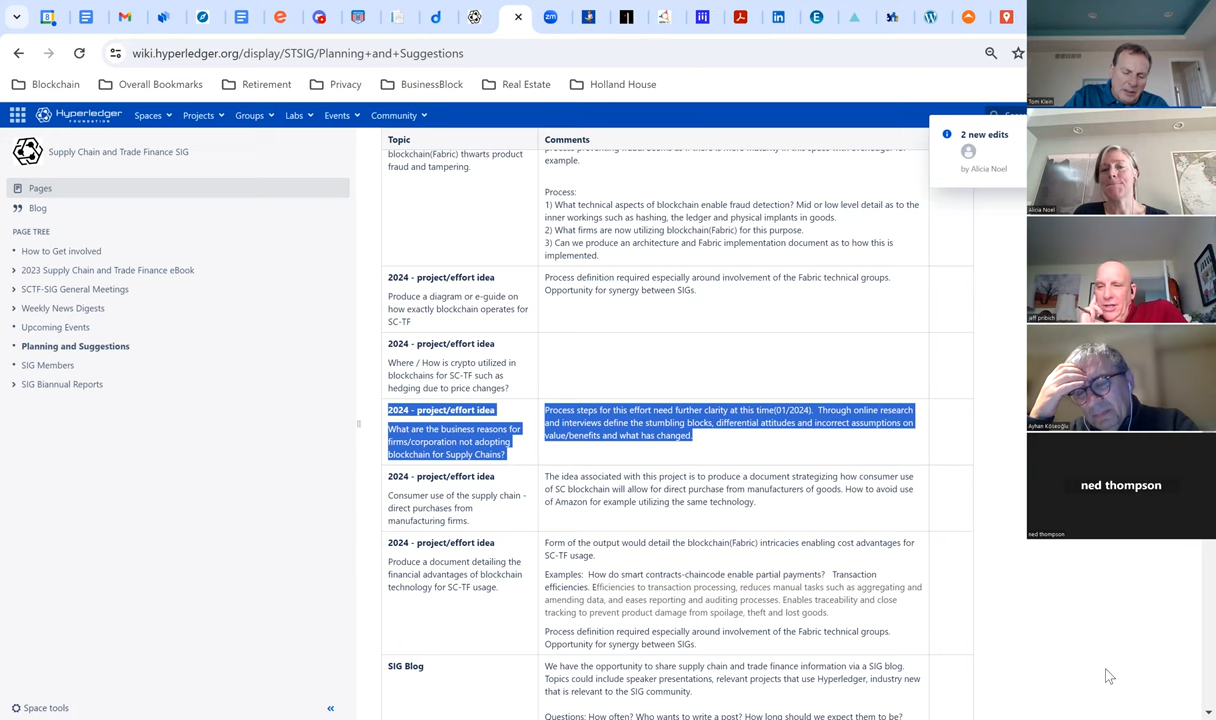 wiki.hyperledger.org/display/STSIG/Planning+and+Suggestions
Blockchain
Overall Bookmarks
Retirement
Privacy
BusinessBlock
Real Estate
Holland House
HYPERLEDGER
FOUNDATION
Spaces
Projects
Groups
Labs
Events
Community
Supply Chain and Trade Finance SIG
Pages
Blog
PAGE TREE
How to Get involved
2023 Supply Chain and Trade Finance eBook
SCTF-SIG General Meetings
Weekly News Digests
Upcoming Events
Planning and Suggestions
SIG Members
SIG Biannual Reports
Space tools
Topic
Comments
blockchain(Fabric) thwarts product
fraud and tampering.
example.
Process:
1) What technical aspects of blockchain enable fraud detection? Mid or low level detail as to the
inner workings such as hashing, the ledger and physical implants in goods.
2) What firms are now utilizing blockchain(Fabric) for this purpose.
3) Can we produce an architecture and Fabric implementation document as to how this is
implemented.
2024 - project/effort idea
Produce a diagram or e-guide on
how exactly blockchain operates for
SC-TF
Process definition required especially around involvement of the Fabric technical groups.
Opportunity for synergy between SIGs.
2024 - project/effort idea
Where / How is crypto utilized in
blockchains for SC-TF such as
hedging due to price changes?
2024 - project/effort idea
What are the business reasons for
firms/corporation not adopting
blockchain for Supply Chains?
Process steps for this effort need further clarity at this time(01/2024). Through online research
and interviews define the stumbling blocks, differential attitudes and incorrect assumptions on
value/benefits and what has changed.
2024 - project/effort idea
Consumer use of the supply chain -
direct purchases from
manufacturing firms.
The idea associated with this project is to produce a document strategizing how consumer use
of SC blockchain will allow for direct purchase from manufacturers of goods. How to avoid use
of Amazon for example utilizing the same technology.
2024 - project/effort idea
Produce a document detailing the
financial advantages of blockchain
technology for SC-TF usage.
Form of the output would detail the blockchain(Fabric) intricacies enabling cost advantages for
SC-TF usage.
Examples: How do smart contracts-chaincode enable partial payments? Transaction
efficiencies. Efficiencies to transaction processing, reduces manual tasks such as aggregating and
amending data, and eases reporting and auditing processes. Enables traceability and close
tracking to prevent product damage from spoilage, theft and lost goods.
Process definition required especially around involvement of the Fabric technical groups.
Opportunity for synergy between SIGs.
SIG Blog
We have the opportunity to share supply chain and trade finance information via a SIG blog.
Topics could include speaker presentations, relevant projects that use Hyperledger, industry new
that is relevant to the SIG community.
Questions: How often? Who wants to write a post? How long should we expect them to be?
2 new edits
by Alicia Noel
Tom Klein
Alicia Noel
jeff pribich
Ayhan Köseoğlu
ned thompson
ned thompson